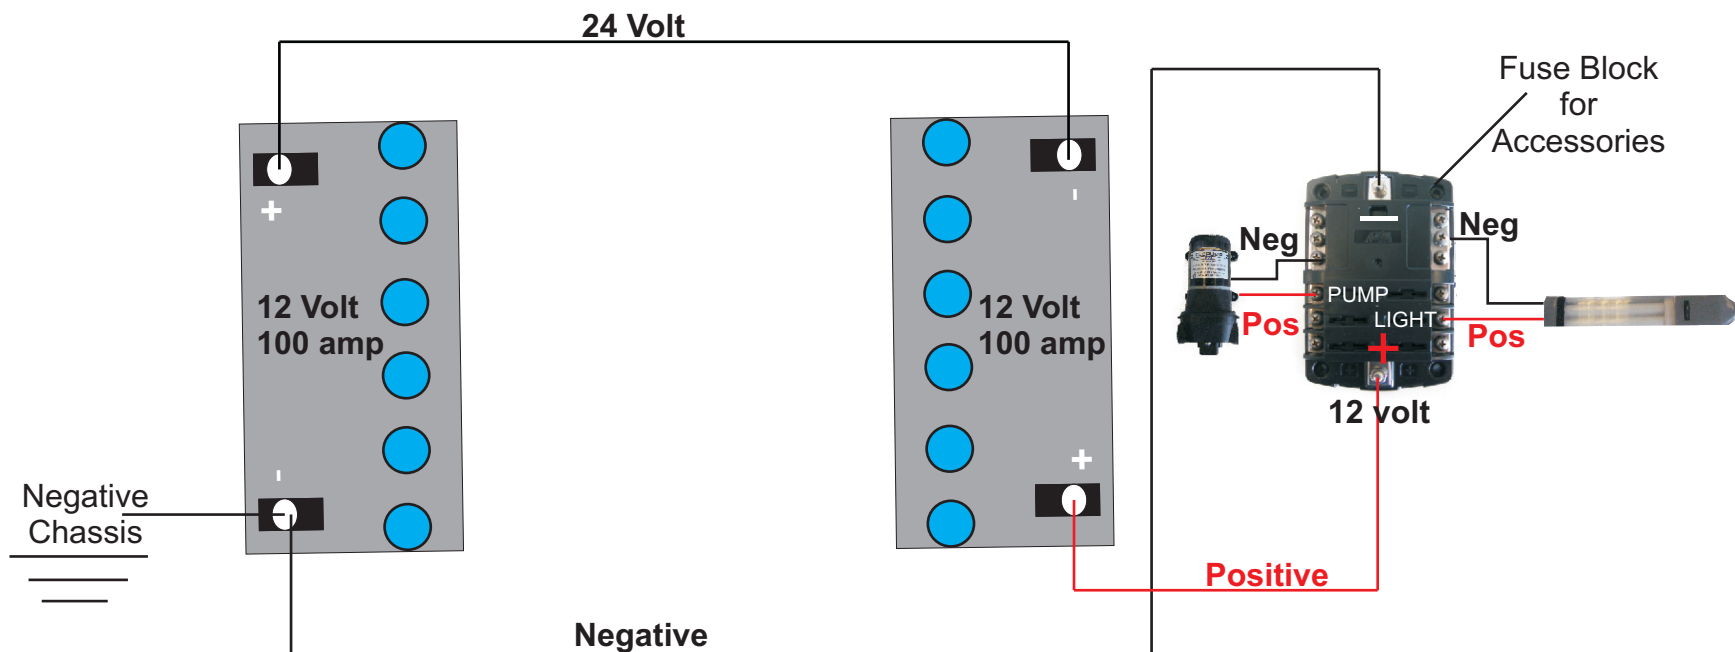 24 Volt
Fuse Block
for
Accessories
+
-
Neg
Neg
12 Volt
100 amp
12 Volt
100 amp
PUMP
LIGHT
Pos
Pos
+
12 volt
-
+
Negative
Chassis
Positive
Negative